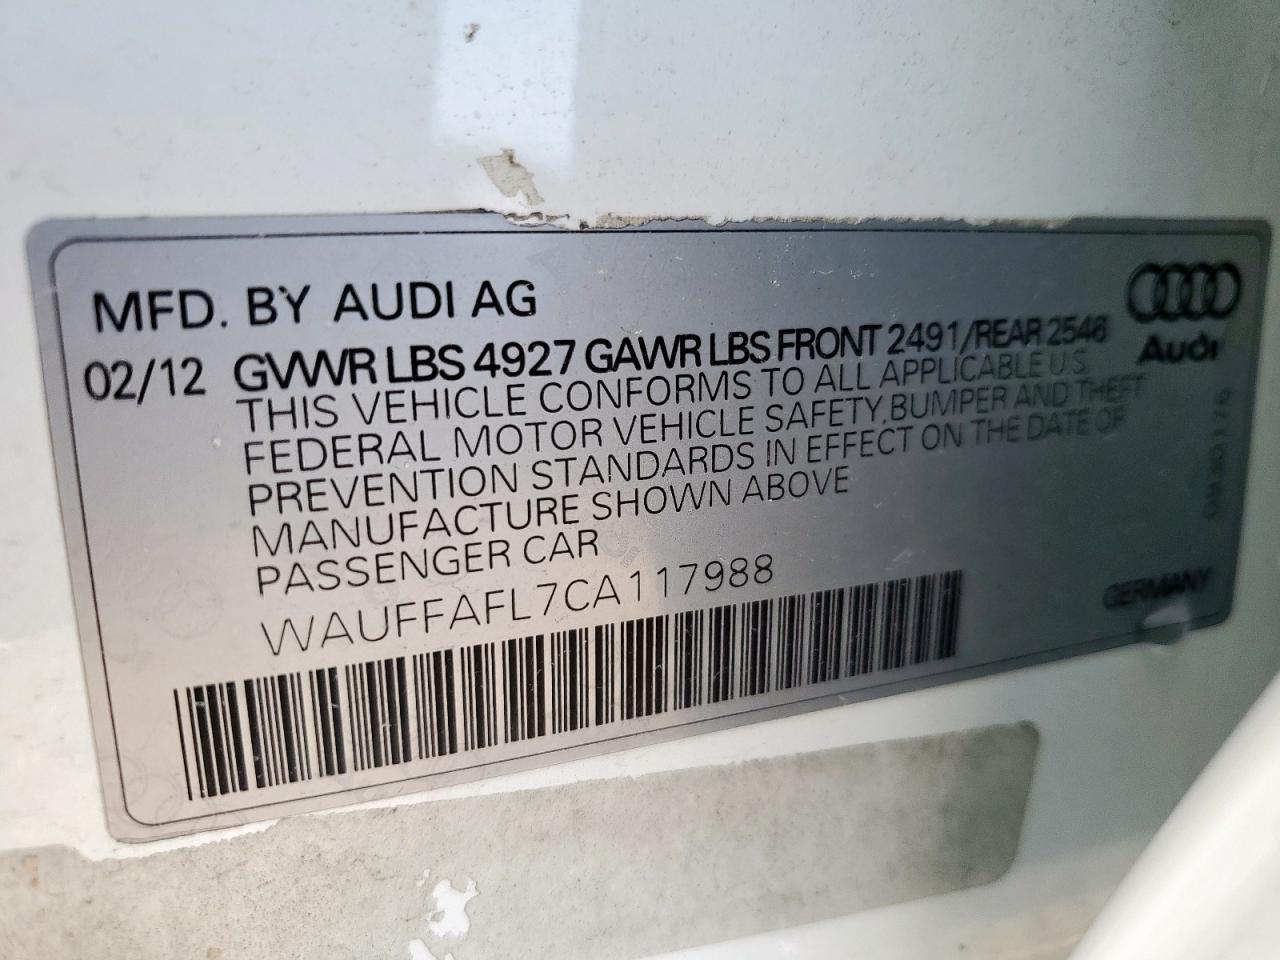 MFD. BY AUDI AG
Audi
02/12 GVWR LBS 4927 GAWR LBS FRONT 2491/REAR 2546
THIS VEHICLE CONFORMS TO ALL APPLICABLE U.S.
FEDERAL MOTOR VEHICLE SAFETY,BUMPER AND THEFT
PREVENTION STANDARDS IN EFFECT ON THE DATE OF
MANUFACTURE SHOWN ABOVE
PASSENGER CAR
WAUFFAFL7CA117988
GERMANY